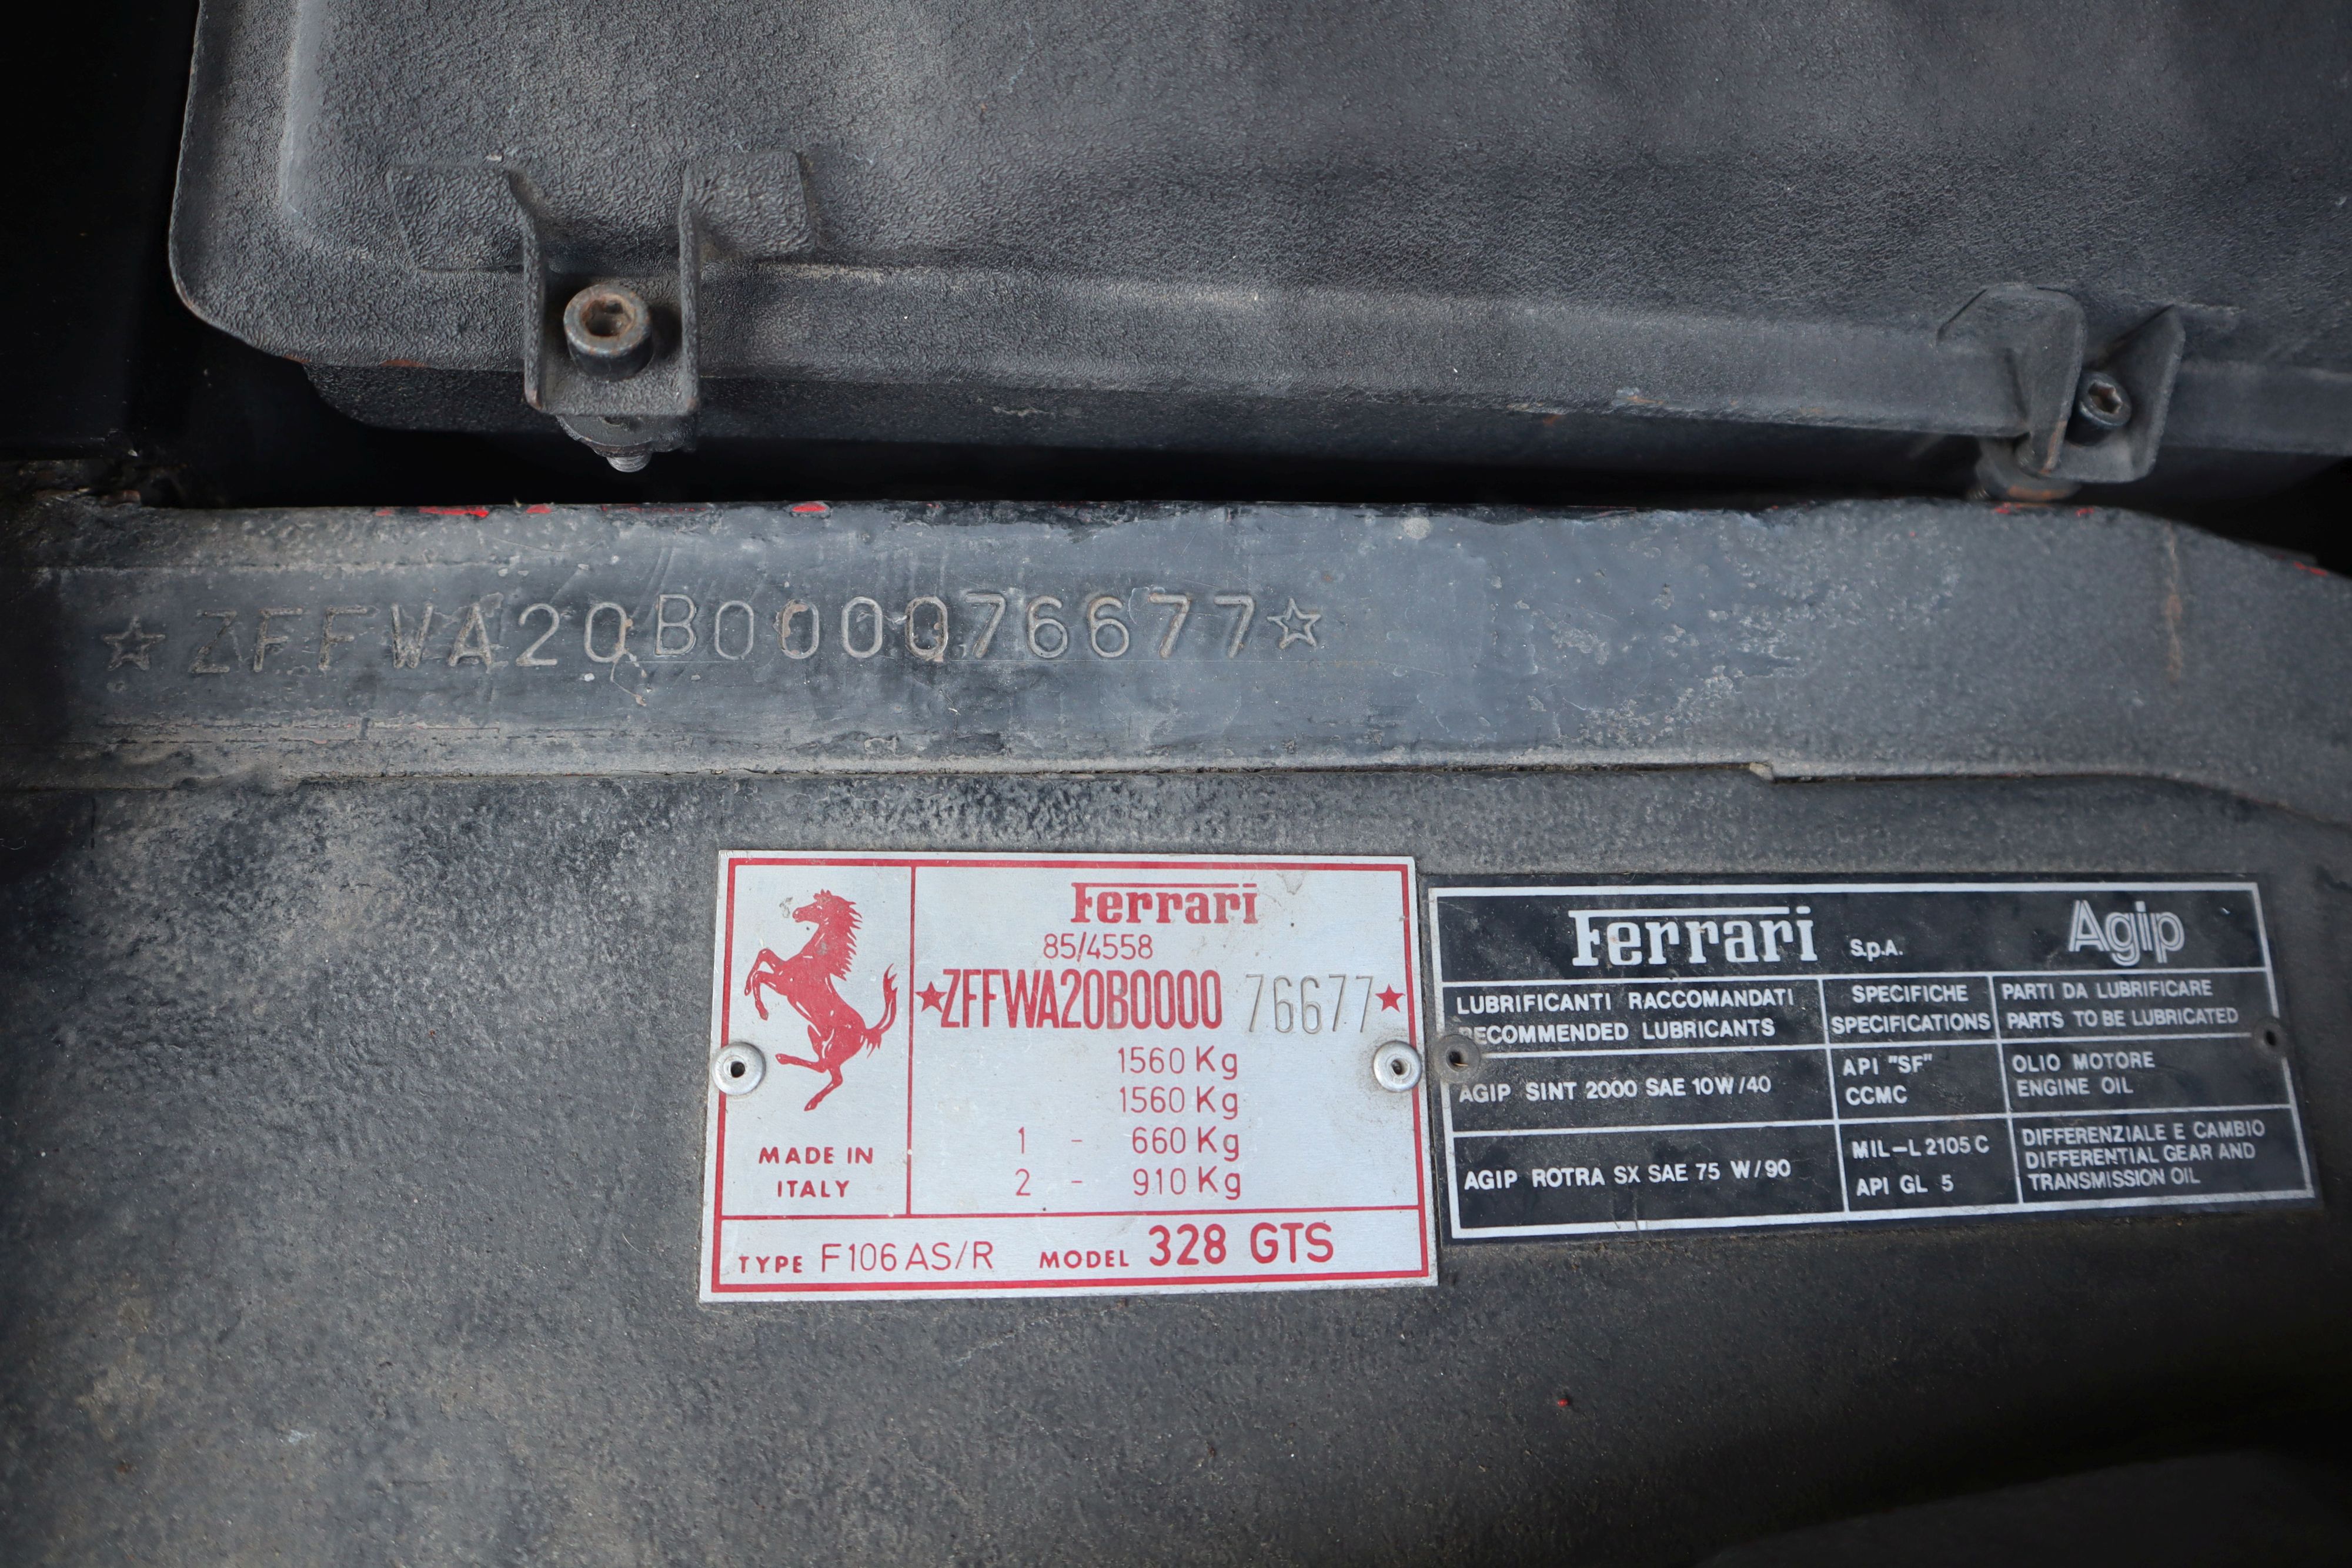 ☆ZFFWA20B000076677☆
Ferrari
85/4558
★ZFFWA20B0000 76677★
1560 Kg
1560 Kg
1 - 660 Kg
2 - 910 Kg
MADE IN
ITALY
TYPE F106 AS/R MODEL 328 GTS
Ferrari S.p.A. Agip
LUBRIFICANTI RACCOMANDATI
RECOMMENDED LUBRICANTS
SPECIFICHE
SPECIFICATIONS
PARTI DA LUBRIFICARE
PARTS TO BE LUBRICATED
AGIP SINT 2000 SAE 10W/40
API "SF"
CCMC
OLIO MOTORE
ENGINE OIL
AGIP ROTRA SX SAE 75 W/90
MIL-L 2105 C
API GL 5
DIFFERENZIALE E CAMBIO
DIFFERENTIAL GEAR AND
TRANSMISSION OIL